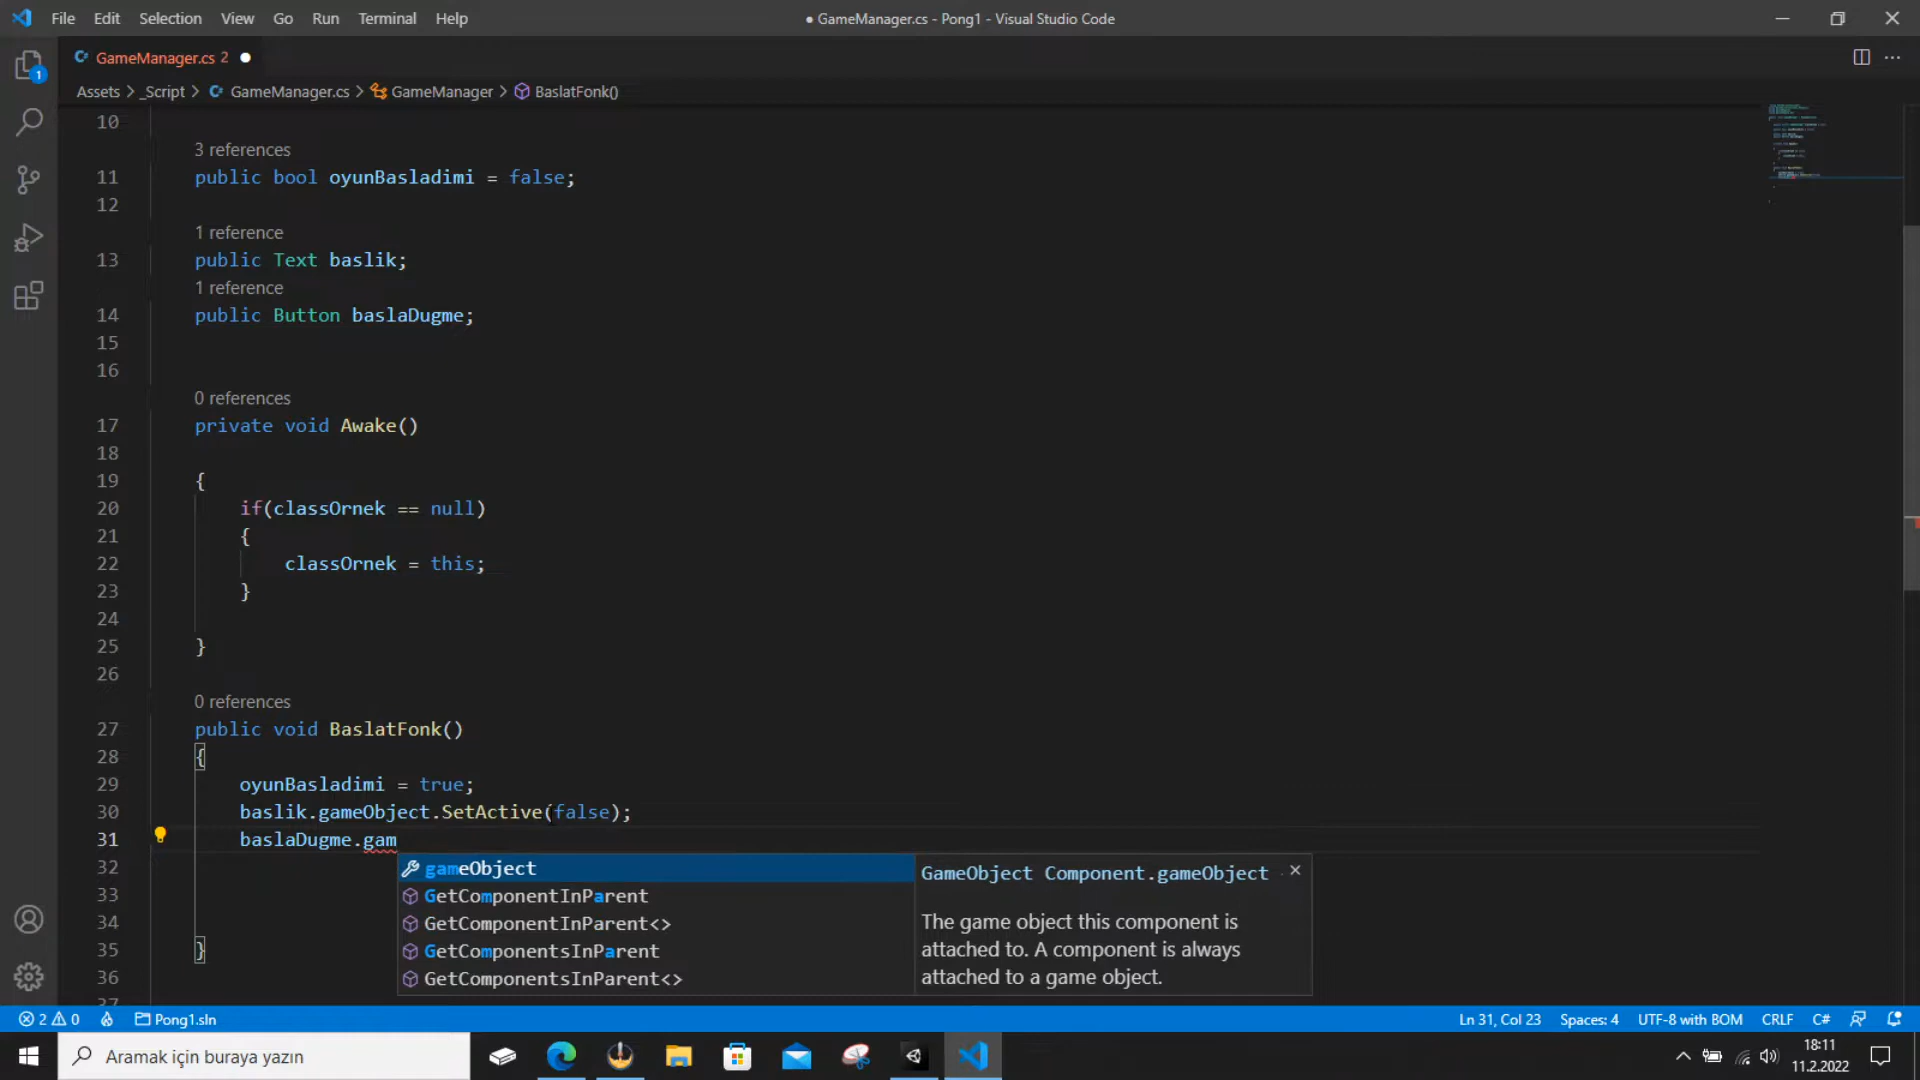 File Edit Selection View Go Run Terminal Help
● GameManager.cs - Pong1 - Visual Studio Code
GameManager.cs 2 ●
Assets > _Script > GameManager.cs > GameManager > BaslatFonk()
1
10
3 references
11 public bool oyunBasladimi = false;
12
1 reference
13 public Text baslik;
1 reference
14 public Button baslaDugme;
15
16
0 references
17 private void Awake()
18
19 {
20 if(classOrnek == null)
21 {
22 classOrnek = this;
23 }
24
25 }
26
0 references
27 public void BaslatFonk()
28 {
29 oyunBasladimi = true;
30 baslik.gameObject.SetActive(false);
31 baslaDugme.gam
32
33
34
35 }
36
37
gameObject
GetComponentInParent
GetComponentInParent<>
GetComponentsInParent
GetComponentsInParent<>
GameObject Component.gameObject
The game object this component is
attached to. A component is always
attached to a game object.
2 0 Pong1.sln
Ln 31, Col 23 Spaces: 4 UTF-8 with BOM CRLF C#
Aramak için buraya yazın
18:11
11.2.2022